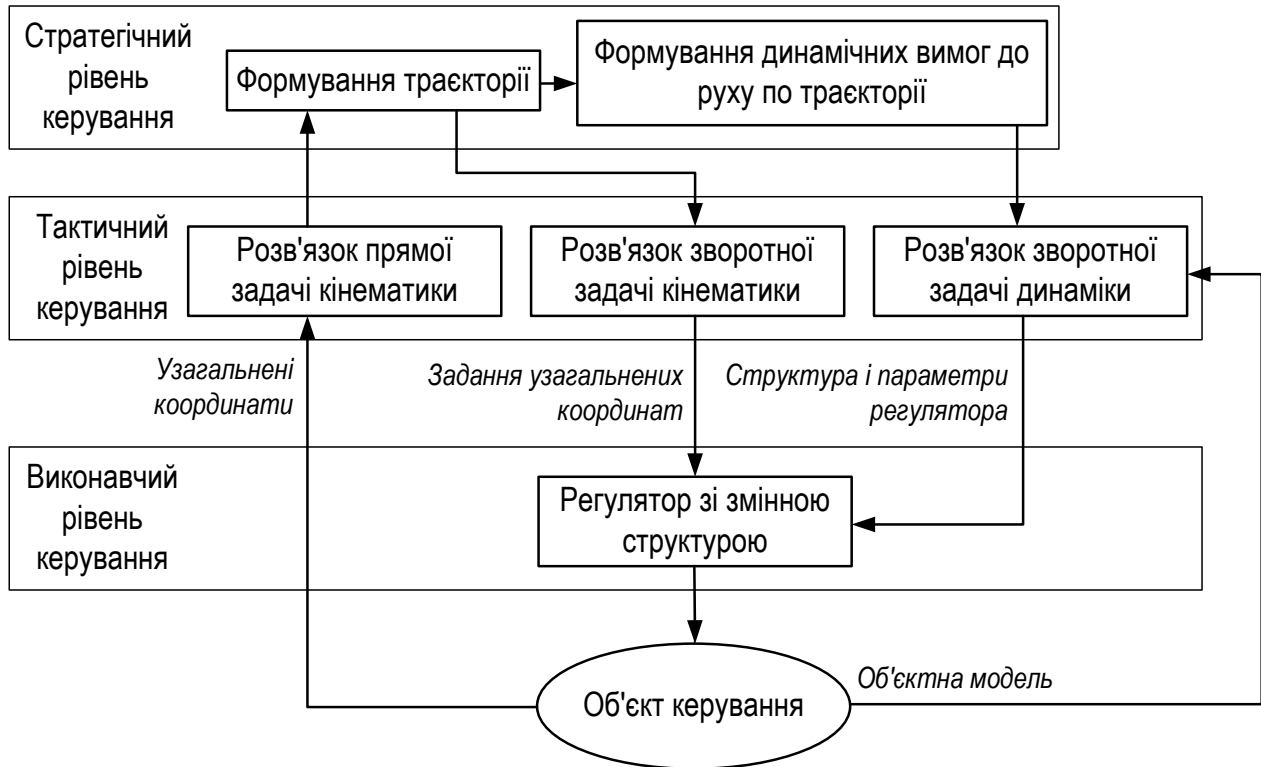 Стратегічний
рівень
керування
Формування траєкторії
Формування динамічних вимог до
руху по траєкторії
Тактичний
рівень
керування
Розв'язок прямої
задачі кінематики
Розв'язок зворотної
задачі кінематики
Розв'язок зворотної
задачі динаміки
Узагальнені
координати
Задання узагальнених
координат
Структура і параметри
регулятора
Виконавчий
рівень
керування
Регулятор зі змінною
структурою
Об'єкт керування
Об'єктна модель